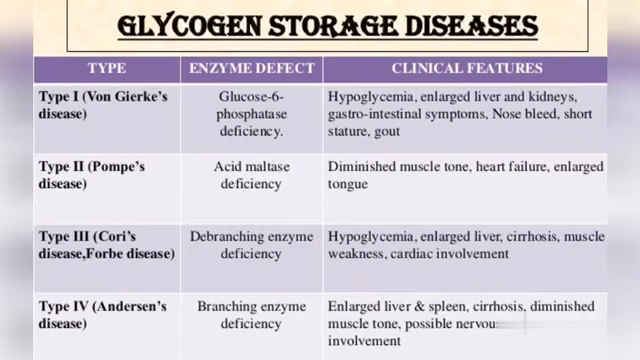 GLYCOGEN STORAGE DISEASES
TYPE ENZYME DEFECT CLINICAL FEATURES
Type I (Von Gierke's disease)
Glucose-6-
phosphatase
deficiency.
Hypoglycemia, enlarged liver and kidneys,
gastro-intestinal symptoms, Nose bleed, short
stature, gout
Type II (Pompe's
disease)
Acid maltase
deficiency
Diminished muscle tone, heart failure, enlarged
tongue
Type III (Cori's
disease,Forbe disease)
Debranching enzyme
deficiency
Hypoglycemia, enlarged liver, cirrhosis, muscle
weakness, cardiac involvement
Type IV (Andersen's
disease)
Branching enzyme
deficiency
Enlarged liver & spleen, cirrhosis, diminished
muscle tone, possible nervous
involvement